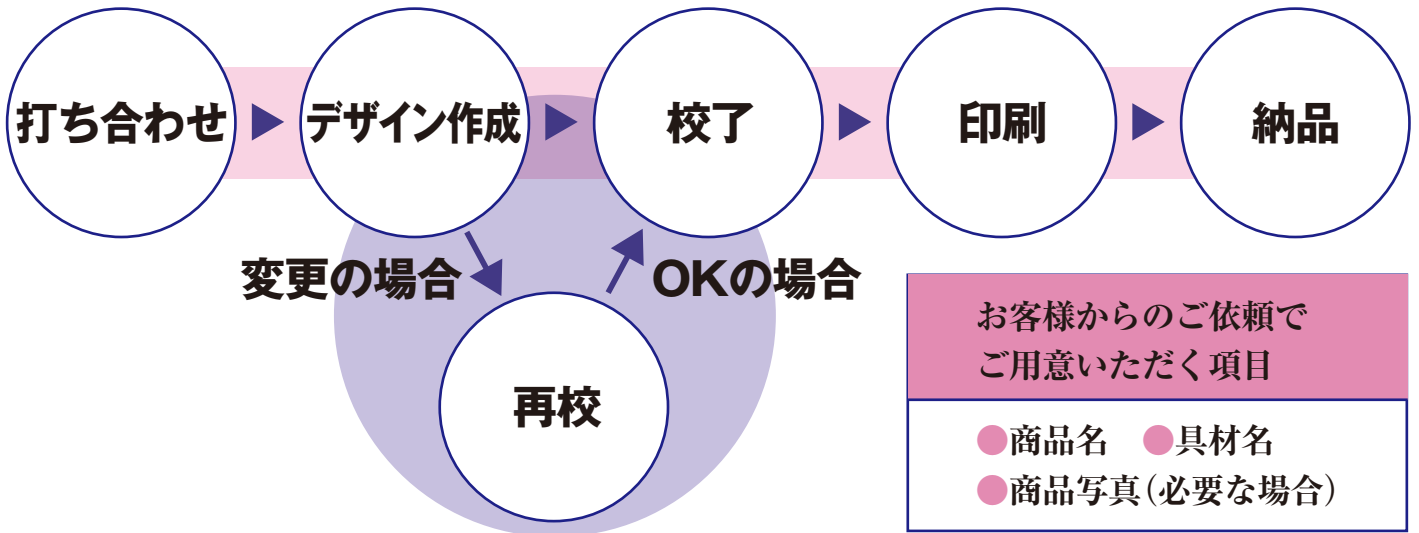 打ち合わせ
デザイン作成
校了
印刷
納品
変更の場合
OKの場合
再校
お客様からのご依頼で
ご用意いただく項目
●商品名 ●具材名
●商品写真(必要な場合)